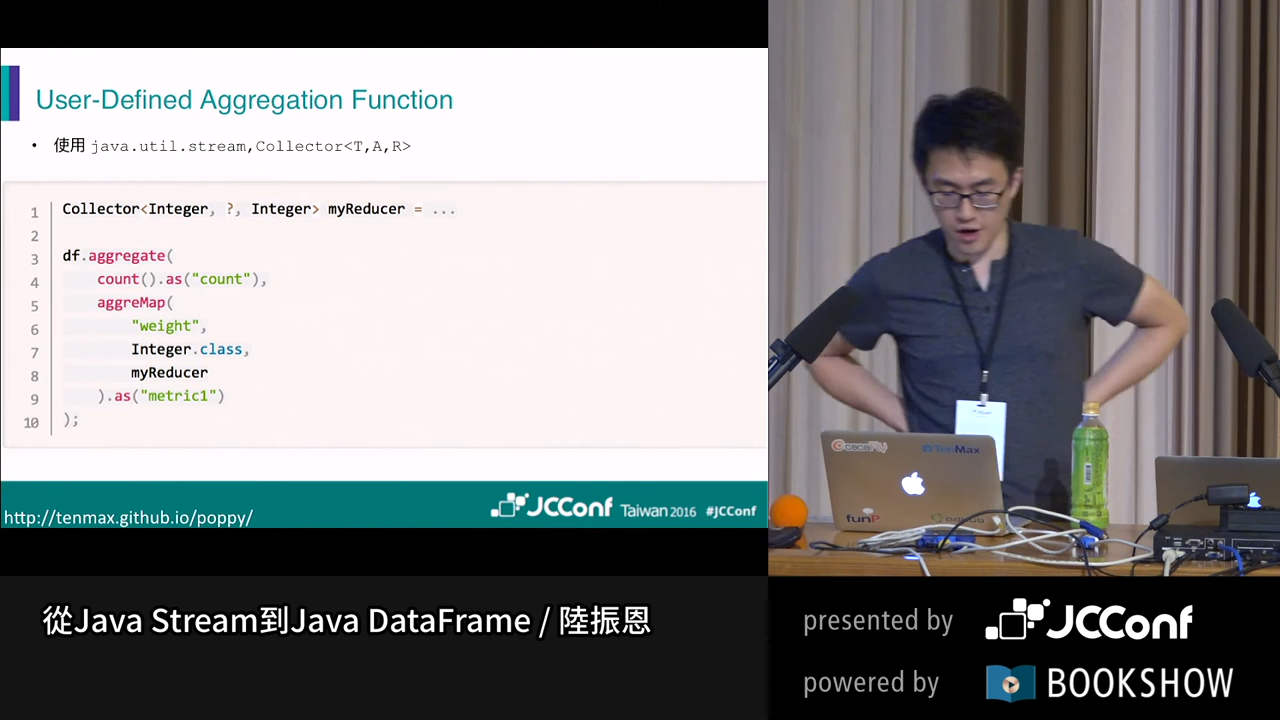 User-Defined Aggregation Function
• 使用 java.util.stream,Collector<T,A,R>
1 Collector<Integer, ?, Integer> myReducer = ...
2
3 df.aggregate(
4 count().as("count"),
5 aggreMap(
6 "weight",
7 Integer.class,
8 myReducer
9 ).as("metric1")
10 );
http://tenmax.github.io/poppy/
JCConf Taiwan 2016 #JCConf
TenMax
funP
從Java Stream到Java DataFrame / 陸振恩
presented by JCConf
powered by BOOKSHOW